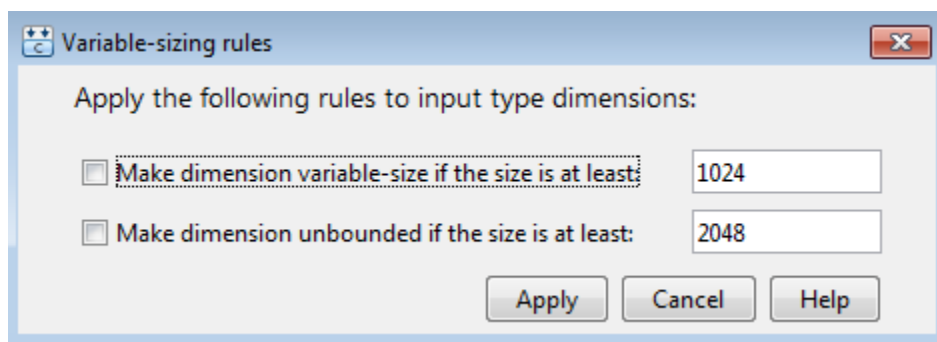 Variable-sizing rules
Apply the following rules to input type dimensions:
Make dimension variable-size if the size is at least: 1024
Make dimension unbounded if the size is at least: 2048
Apply Cancel Help